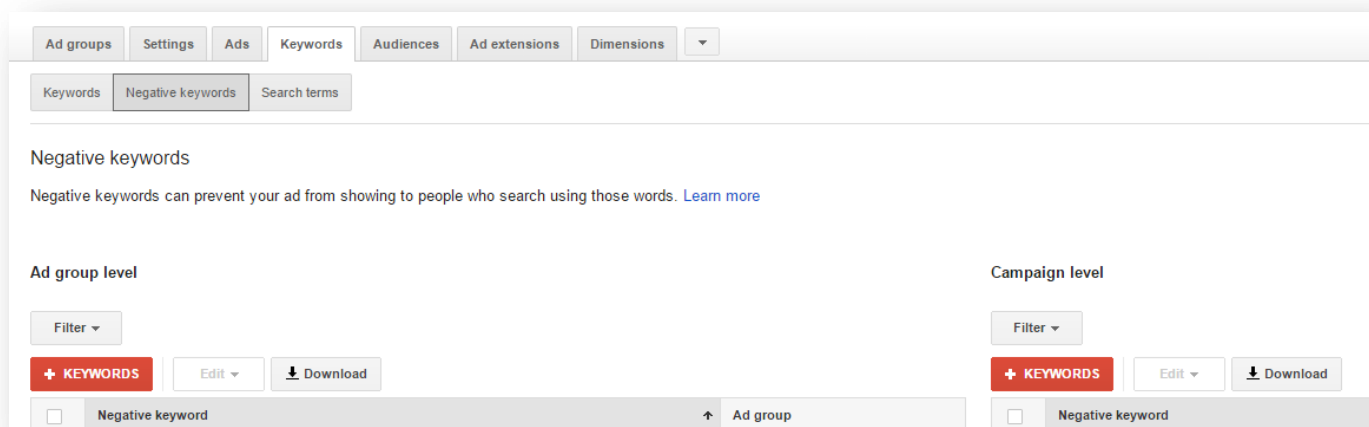 Ad groups Settings Ads Keywords Audiences Ad extensions Dimensions
Keywords Negative keywords Search terms
Negative keywords
Negative keywords can prevent your ad from showing to people who search using those words. Learn more
Ad group level Campaign level
Filter Filter
+ KEYWORDS Edit Download + KEYWORDS Edit Download
Negative keyword Ad group Negative keyword